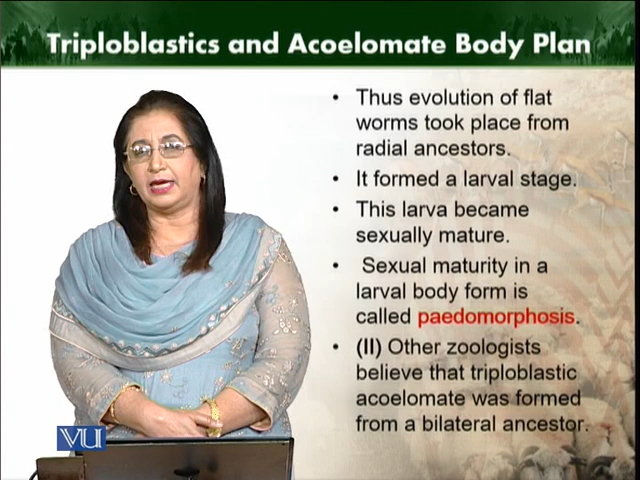 Triploblastics and Acoelomate Body Plan
• Thus evolution of flat
worms took place from
radial ancestors.
• It formed a larval stage.
• This larva became
sexually mature.
• Sexual maturity in a
larval body form is
called paedomorphosis.
• (II) Other zoologists
believe that triploblastic
acoelomate was formed
from a bilateral ancestor.
VU